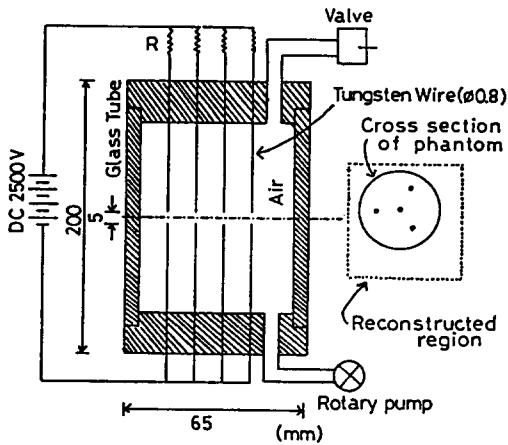 Valve
R
Tungsten Wire(ø0.8)
Glass Tube
Cross section
of phantom
Air
DC 2500V
200
5
Reconstructed
region
Rotary pump
65
(mm)